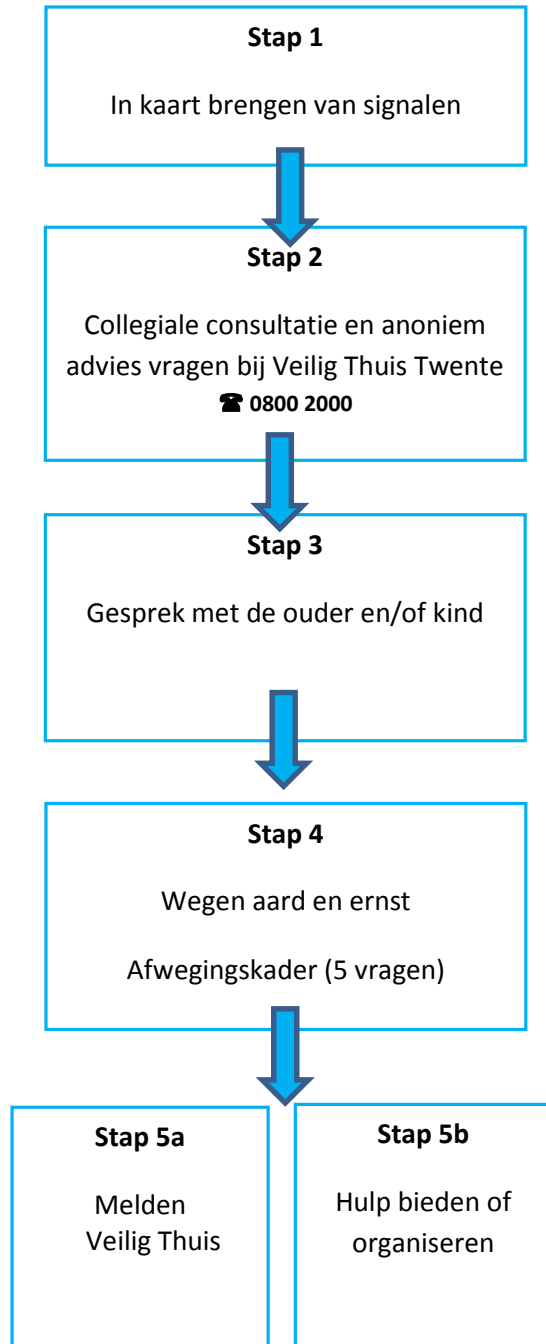 Stap 1
In kaart brengen van signalen
Stap 2
Collegiale consultatie en anoniem
advies vragen bij Veilig Thuis Twente
☎ 0800 2000
Stap 3
Gesprek met de ouder en/of kind
Stap 4
Wegen aard en ernst
Afwegingskader (5 vragen)
Stap 5a
Melden
Veilig Thuis
Stap 5b
Hulp bieden of
organiseren